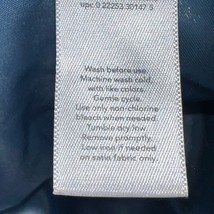 upc 0 22253 30147 5
Wash before use.
Machine wash cold,
with like colors.
Gentle cycle.
Use only non-chlorine
bleach when needed.
Tumble dry low
Remove promptly.
Low iron if needed
on satin fabric only.